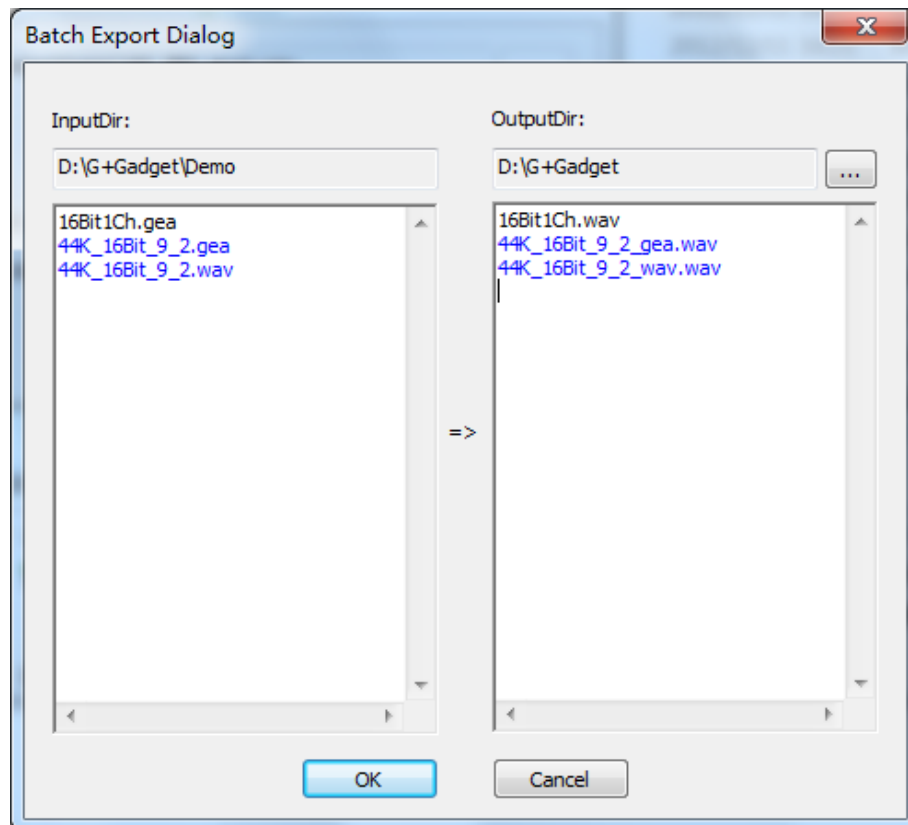 Batch Export Dialog
InputDir:
OutputDir:
D:\G+Gadget\Demo
D:\G+Gadget
...
16Bit1Ch.gea
44K_16Bit_9_2.gea
44K_16Bit_9_2.wav
=>
16Bit1Ch.wav
44K_16Bit_9_2_gea.wav
44K_16Bit_9_2_wav.wav
OK
Cancel